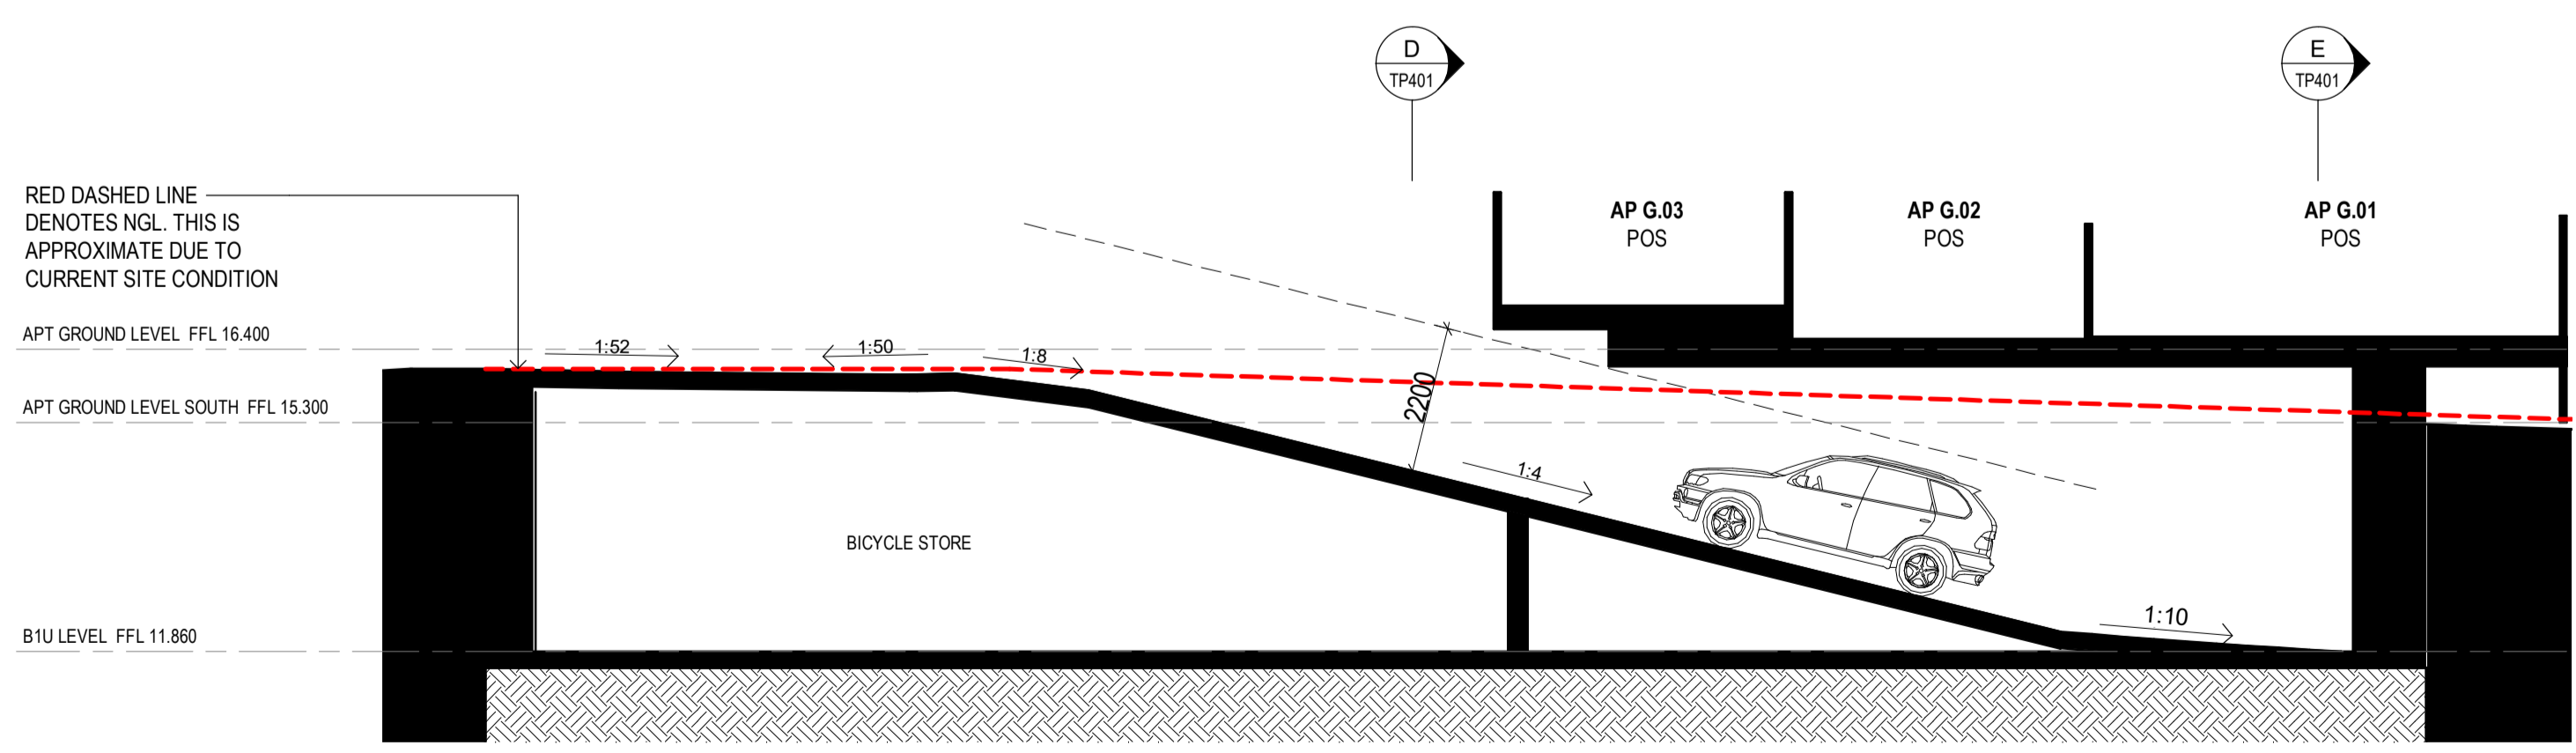 D
TP401
E
TP401
RED DASHED LINE
DENOTES NGL. THIS IS
APPROXIMATE DUE TO
CURRENT SITE CONDITION
AP G.03
POS
AP G.02
POS
AP G.01
POS
APT GROUND LEVEL FFL 16.400
1:52
1:50
1:8
APT GROUND LEVEL SOUTH FFL 15.300
2200
1:4
BICYCLE STORE
B1U LEVEL FFL 11.860
1:10